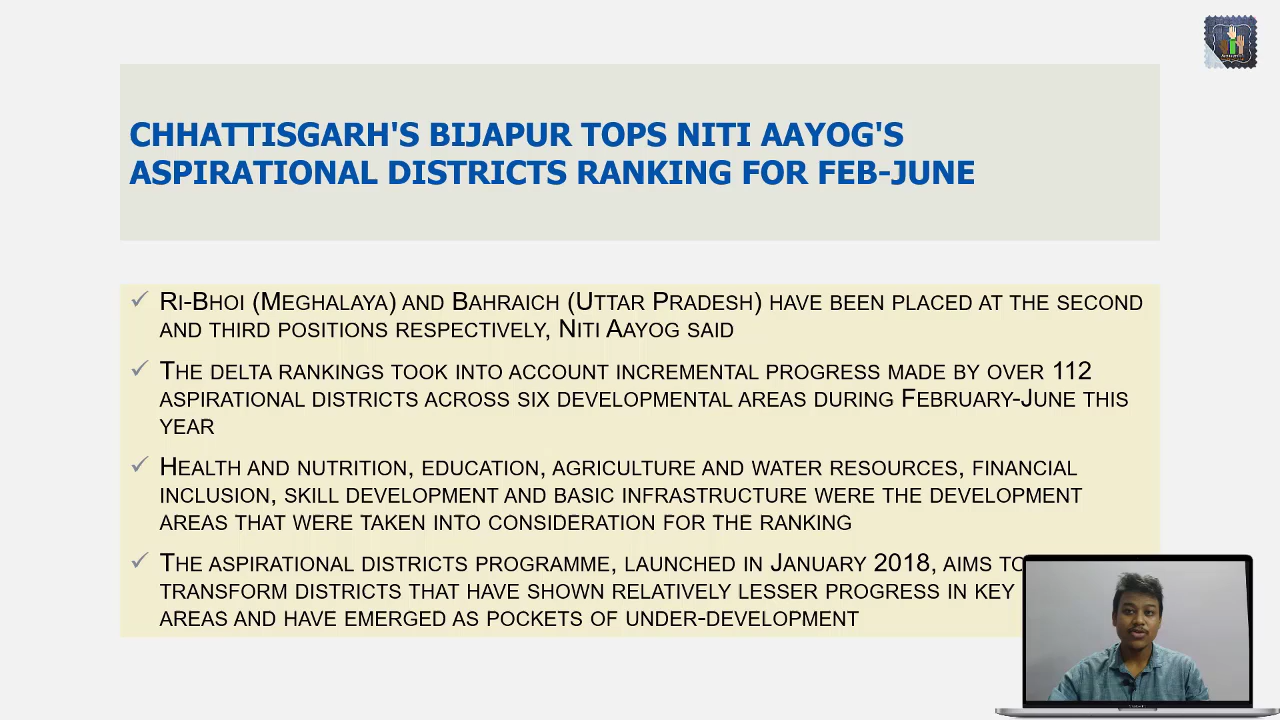 CHHATTISGARH'S BIJAPUR TOPS NITI AAYOG'S
ASPIRATIONAL DISTRICTS RANKING FOR FEB-JUNE
✓ RI-BHOI (MEGHALAYA) AND BAHRAICH (UTTAR PRADESH) HAVE BEEN PLACED AT THE SECOND
AND THIRD POSITIONS RESPECTIVELY, NITI AAYOG SAID
✓ THE DELTA RANKINGS TOOK INTO ACCOUNT INCREMENTAL PROGRESS MADE BY OVER 112
ASPIRATIONAL DISTRICTS ACROSS SIX DEVELOPMENTAL AREAS DURING FEBRUARY-JUNE THIS
YEAR
✓ HEALTH AND NUTRITION, EDUCATION, AGRICULTURE AND WATER RESOURCES, FINANCIAL
INCLUSION, SKILL DEVELOPMENT AND BASIC INFRASTRUCTURE WERE THE DEVELOPMENT
AREAS THAT WERE TAKEN INTO CONSIDERATION FOR THE RANKING
✓ THE ASPIRATIONAL DISTRICTS PROGRAMME, LAUNCHED IN JANUARY 2018, AIMS TO
TRANSFORM DISTRICTS THAT HAVE SHOWN RELATIVELY LESSER PROGRESS IN KEY
AREAS AND HAVE EMERGED AS POCKETS OF UNDER-DEVELOPMENT